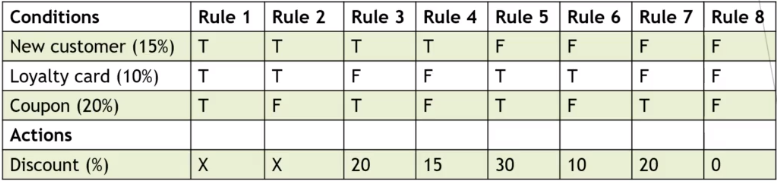 Conditions Rule 1 Rule 2 Rule 3 Rule 4 Rule 5 Rule 6 Rule 7 Rule 8
New customer (15%) T T T T F F F F
Loyalty card (10%) T T F F T T F F
Coupon (20%) T F T F T F T F
Actions
Discount (%) X X 20 15 30 10 20 0